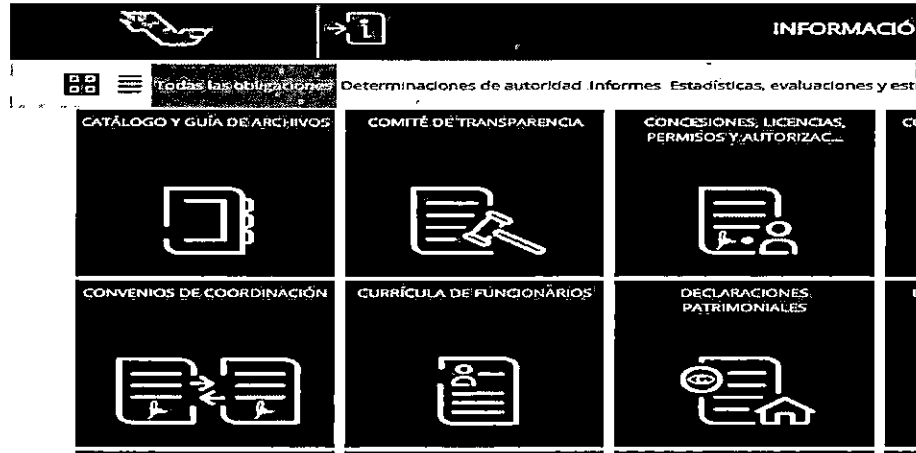 INFORMACIÓ
Todas las obligaciones Determinaciones de autoridad Informes Estadísticas, evaluaciones y est
CATÁLOGO Y GUÍA DE ARCHIVOS
COMITÉ DE TRANSPARENCIA
CONCESIONES, LICENCIAS,
PERMISOS Y AUTORIZAC...
CONVENIOS DE COORDINACIÓN
CURRÍCULA DE FUNCIONARIOS
DECLARACIONES
PATRIMONIALES